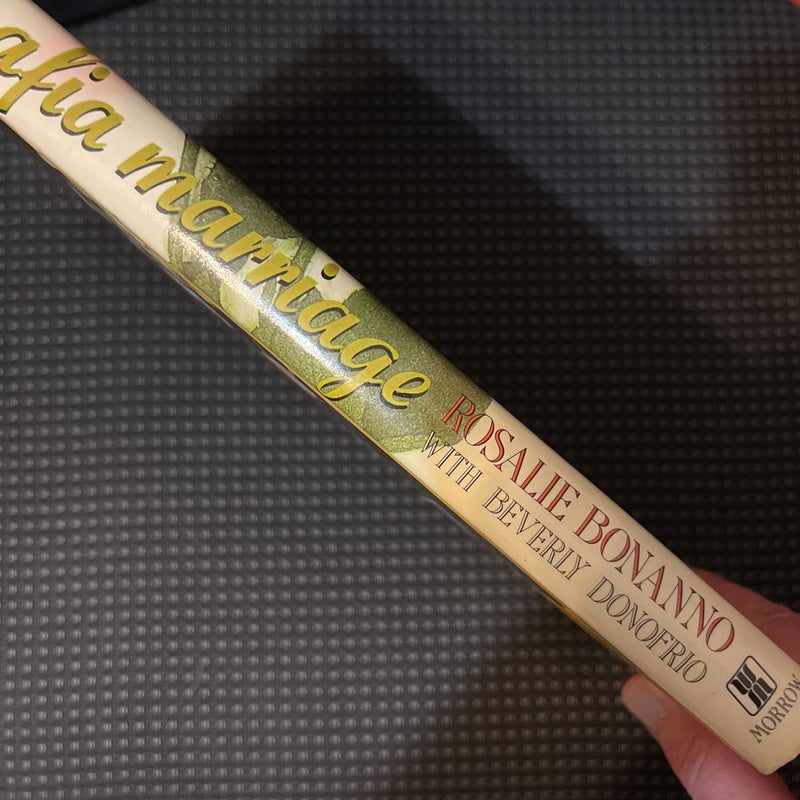 afia marriage
ROSALIE BONANNO
WITH BEVERLY DONOFRIO
MORROW